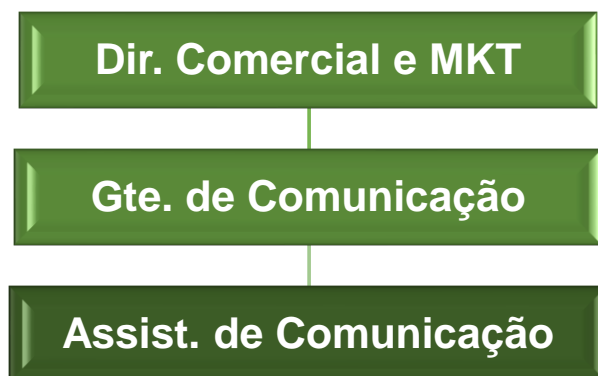 Dir. Comercial e MKT
Gte. de Comunicação
Assist. de Comunicação